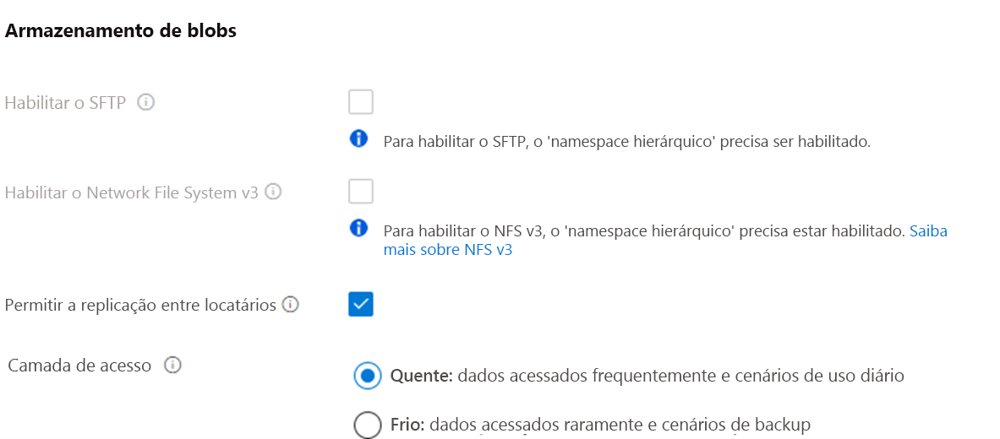 Armazenamento de blobs
Habilitar o SFTP
Para habilitar o SFTP, o 'namespace hierárquico' precisa ser habilitado.
Habilitar o Network File System v3
Para habilitar o NFS v3, o 'namespace hierárquico' precisa estar habilitado. Saiba
mais sobre NFS v3
Permitir a replicação entre locatários
Camada de acesso
Quente: dados acessados frequentemente e cenários de uso diário
Frio: dados acessados raramente e cenários de backup